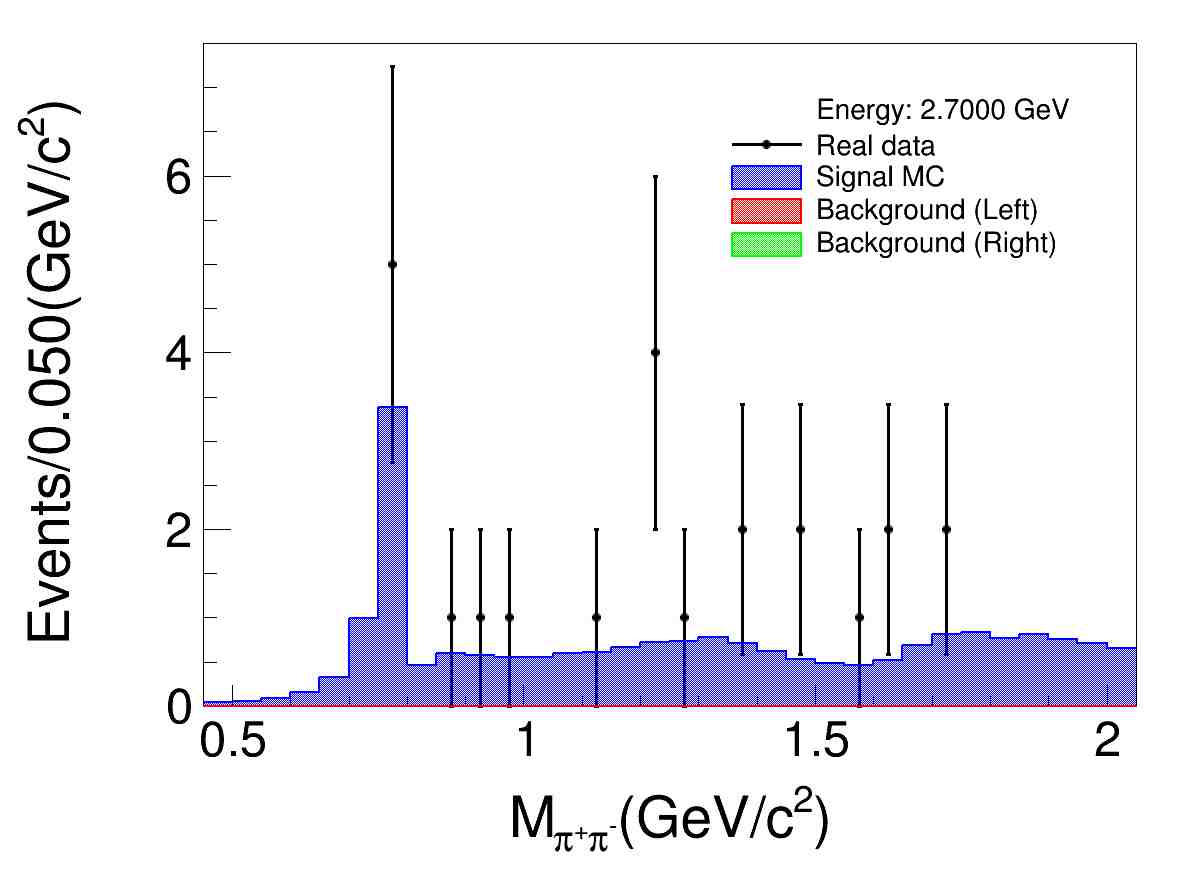 Events/0.050(GeV/c²)
6
4
2
0
Energy: 2.7000 GeV
Real data
Signal MC
Background (Left)
Background (Right)
0.5 1 1.5 2
Mπ⁺π⁻(GeV/c²)